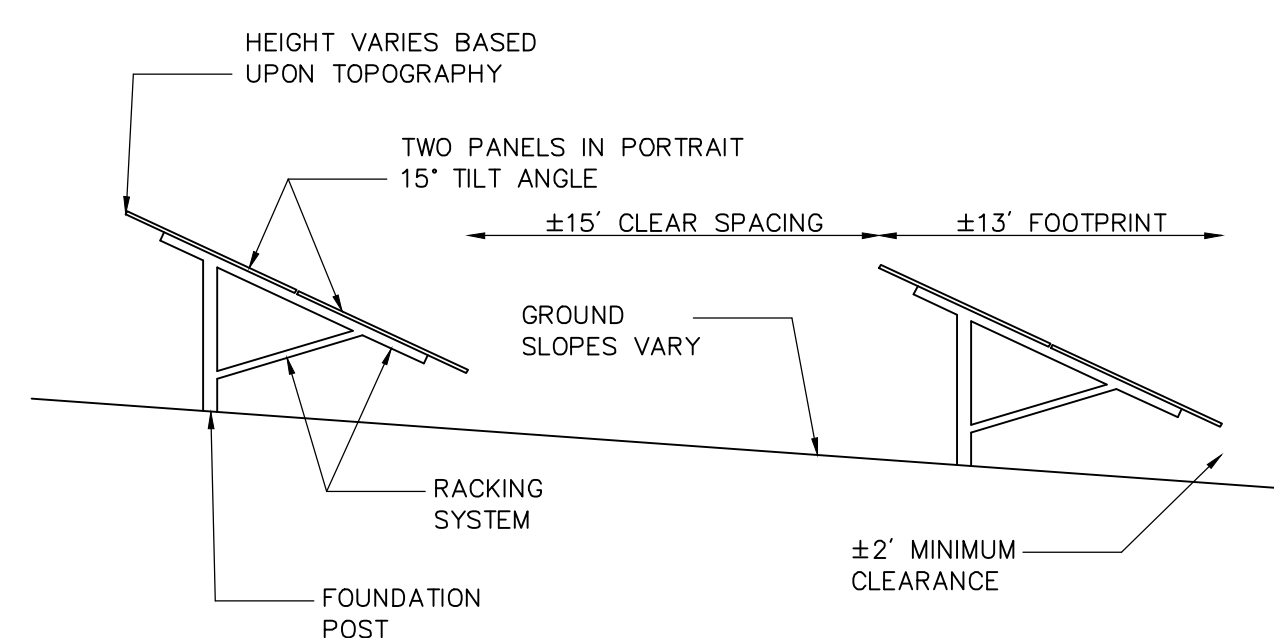 HEIGHT VARIES BASED
UPON TOPOGRAPHY
TWO PANELS IN PORTRAIT
15° TILT ANGLE
±15' CLEAR SPACING
±13' FOOTPRINT
GROUND
SLOPES VARY
RACKING
SYSTEM
±2' MINIMUM
CLEARANCE
FOUNDATION
POST